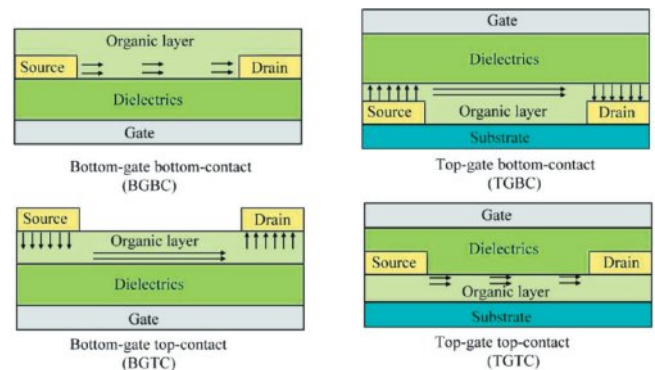 Organic layer
Source
Drain
Dielectrics
Gate
Bottom-gate bottom-contact
(BGBC)
Gate
Dielectrics
Source
Organic layer
Drain
Substrate
Top-gate bottom-contact
(TGBC)
Source
Drain
Organic layer
Dielectrics
Gate
Bottom-gate top-contact
(BGTC)
Gate
Dielectrics
Source
Drain
Organic layer
Substrate
Top-gate top-contact
(TGTC)